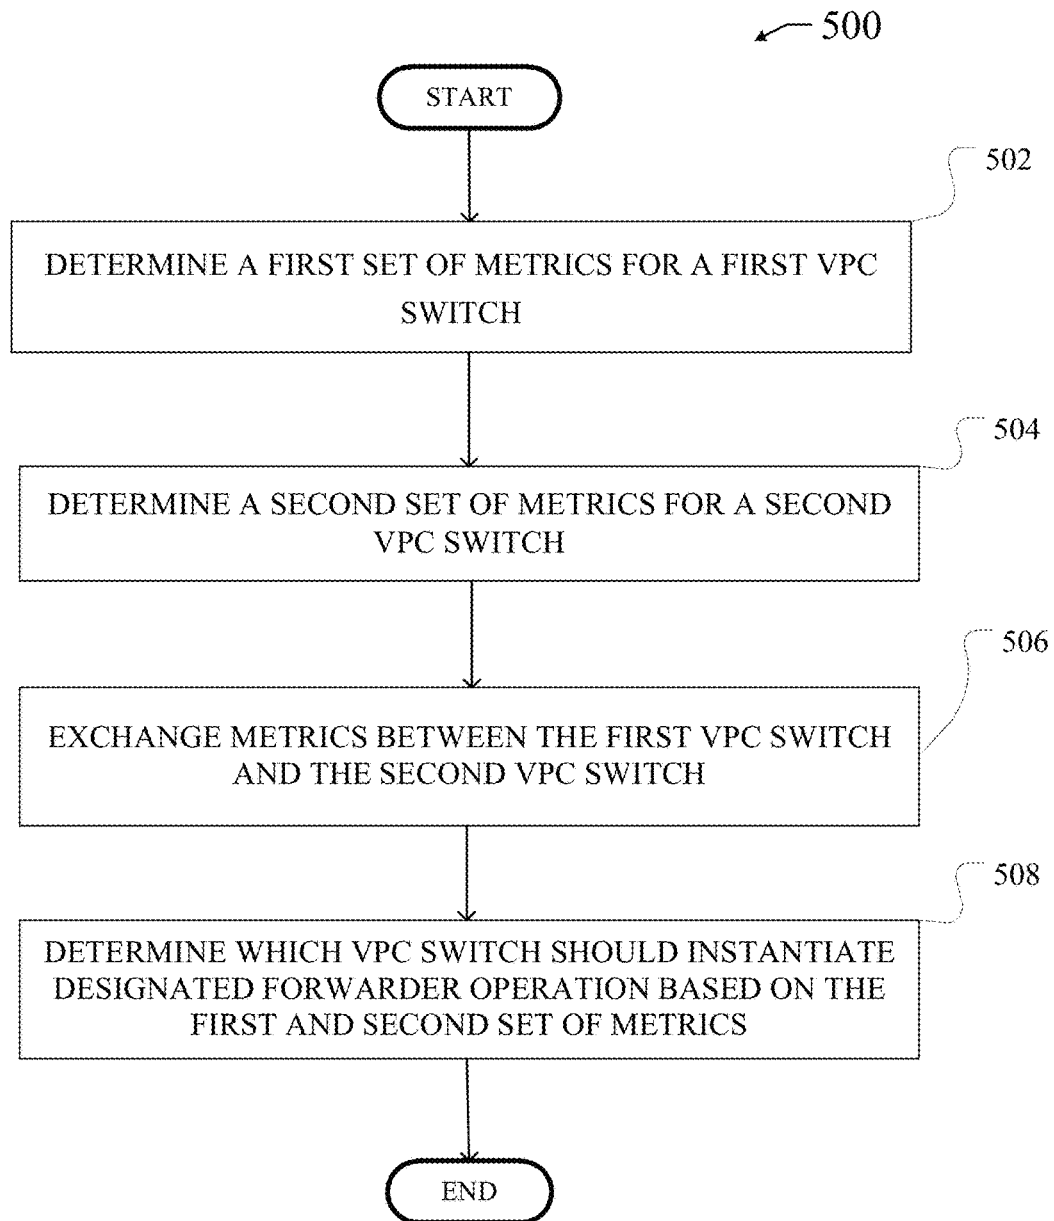 500
START
502
DETERMINE A FIRST SET OF METRICS FOR A FIRST VPC
SWITCH
504
DETERMINE A SECOND SET OF METRICS FOR A SECOND
VPC SWITCH
506
EXCHANGE METRICS BETWEEN THE FIRST VPC SWITCH
AND THE SECOND VPC SWITCH
508
DETERMINE WHICH VPC SWITCH SHOULD INSTANTIATE
DESIGNATED FORWARDER OPERATION BASED ON THE
FIRST AND SECOND SET OF METRICS
END